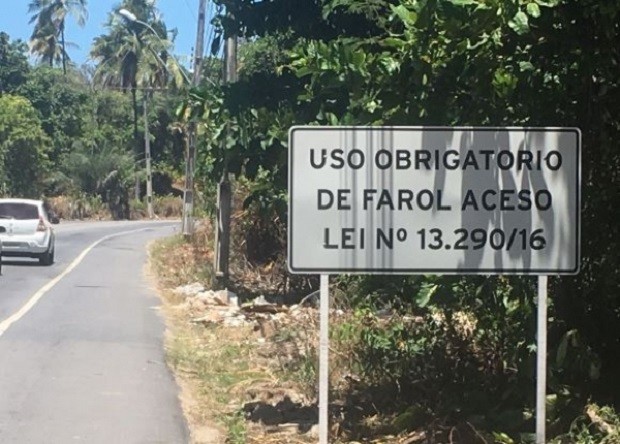 USO OBRIGATORIO
DE FAROL ACESO
LEI Nº 13.290/16